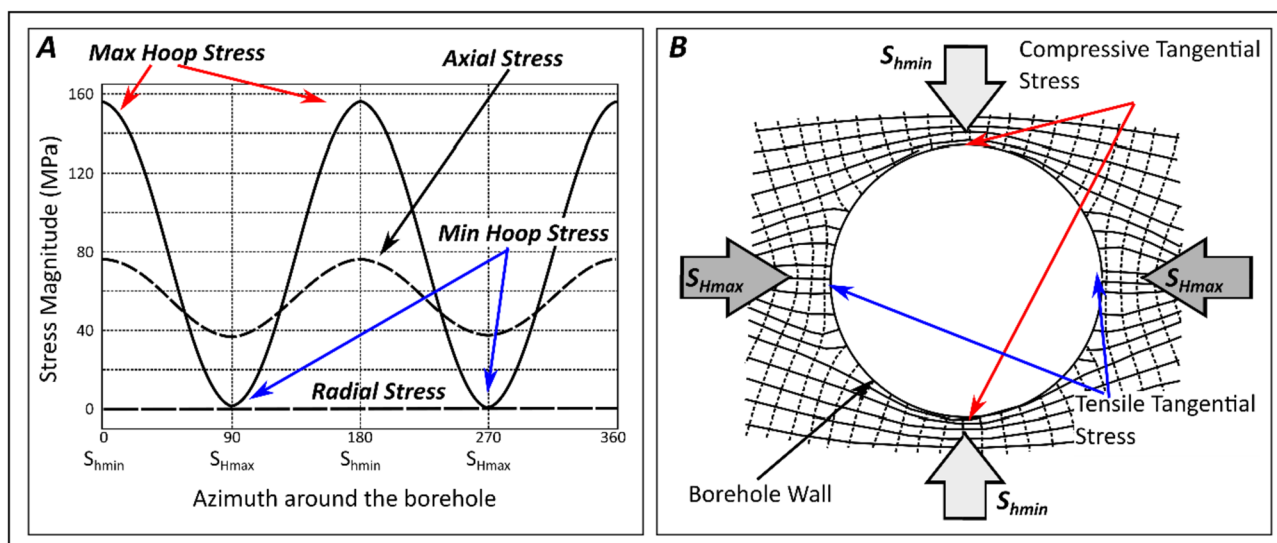 A
Max Hoop Stress
Axial Stress
160
120
80
40
0
Stress Magnitude (MPa)
Min Hoop Stress
Radial Stress
0 90 180 270 360
Shmin SHmax Shmin SHmax
Azimuth around the borehole
B
Shmin
Compressive Tangential
Stress
SHmax
SHmax
Tensile Tangential
Stress
Borehole Wall
Shmin